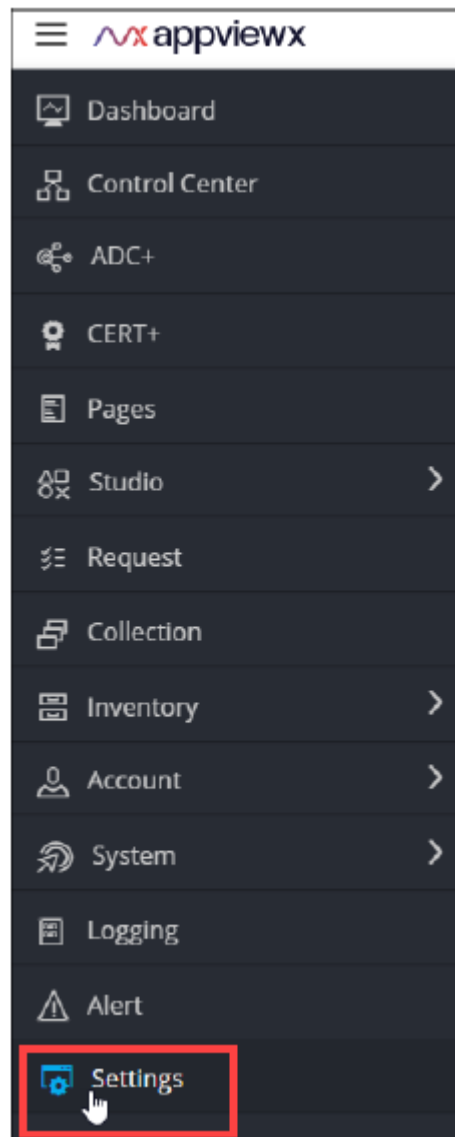 appviewx
Dashboard
Control Center
ADC+
CERT+
Pages
Studio
Request
Collection
Inventory
Account
System
Logging
Alert
Settings